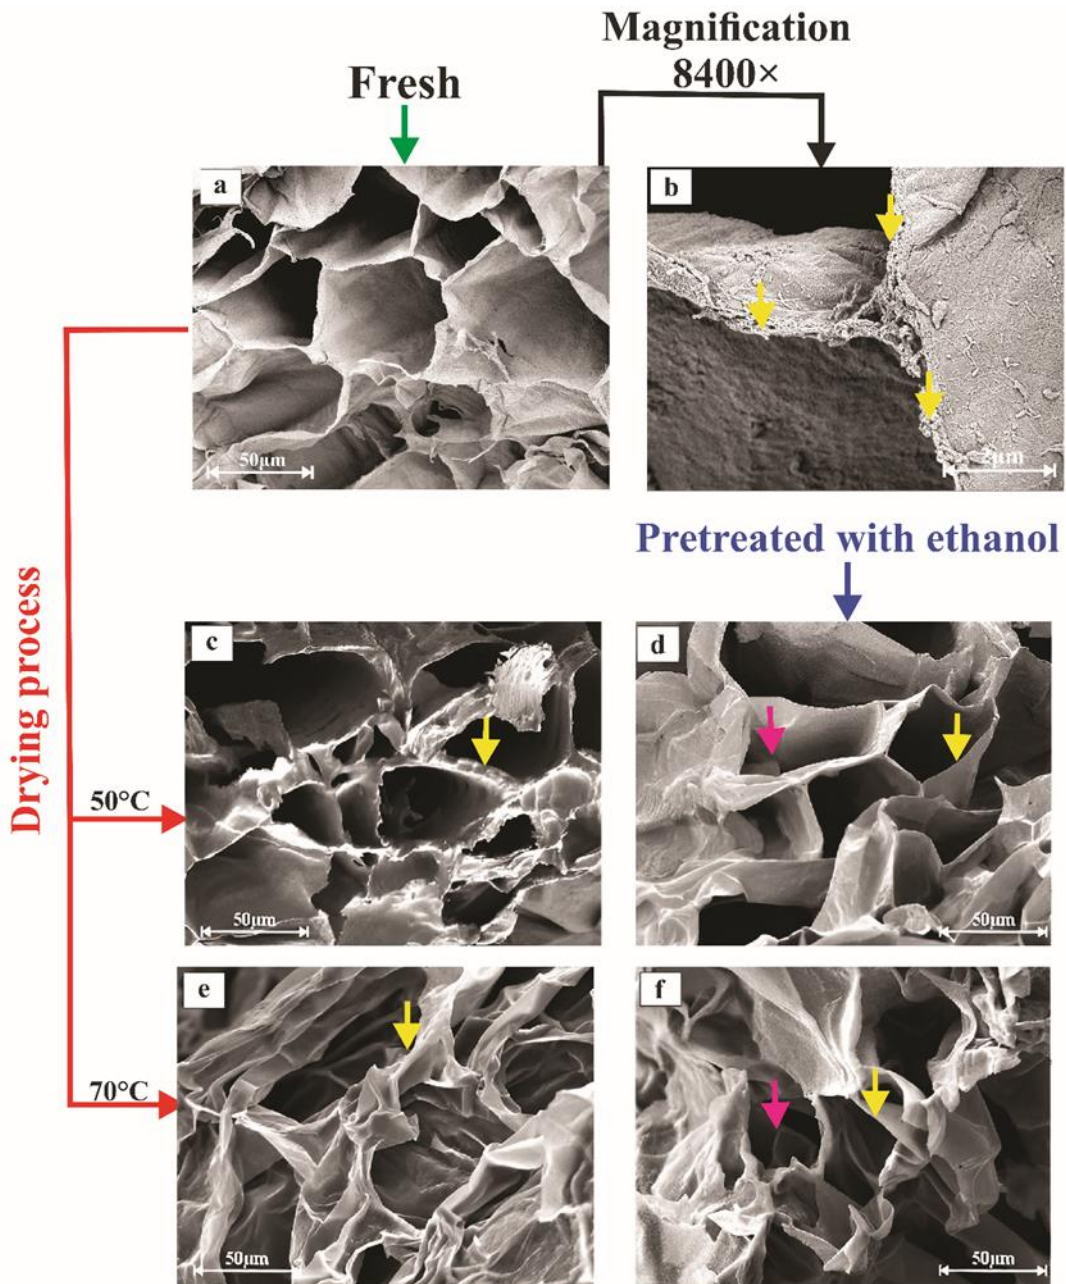 Magnification
8400×
Fresh
a
b
50µm
2µm
Pretreated with ethanol
Drying process
c
d
50°C
50µm
50µm
e
f
70°C
50µm
50µm